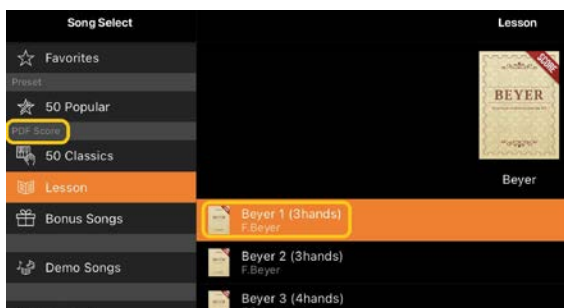 Song Select
Lesson
Favorites
Preset
50 Popular
PDF Score
50 Classics
Lesson
Bonus Songs
Demo Songs
SCORE
BEYER
Beyer
Beyer 1 (3hands)
F.Beyer
Beyer 2 (3hands)
F.Beyer
Beyer 3 (4hands)